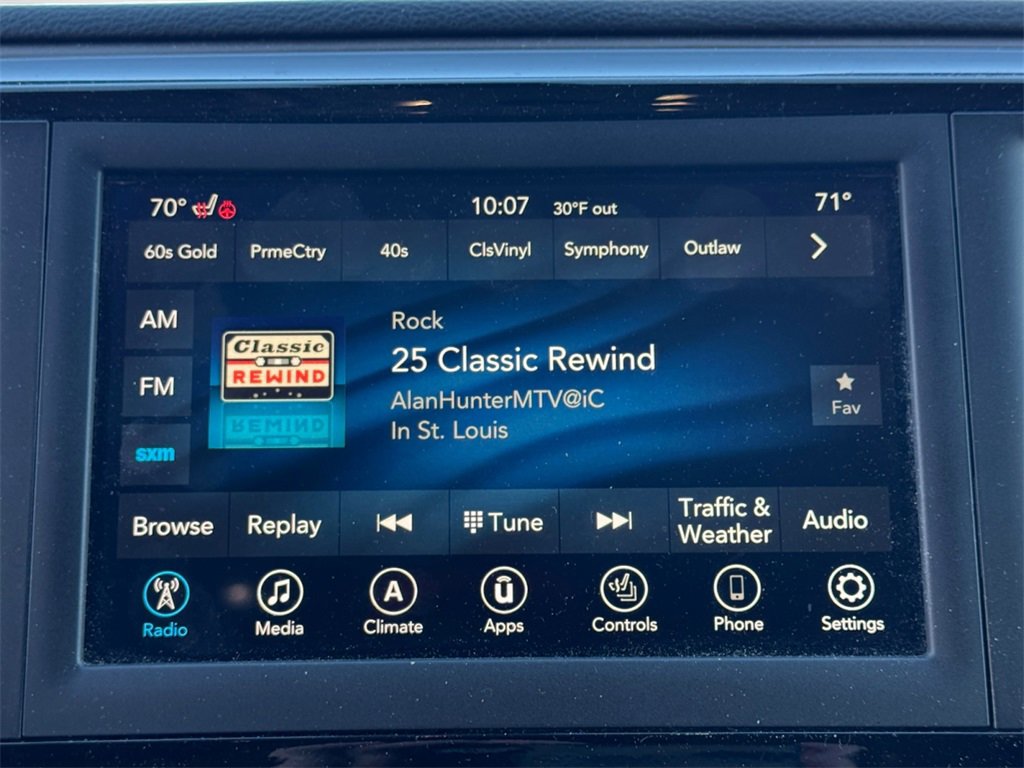 70° 10:07 30°F out 71°
60s Gold PrmeCtry 40s ClsVinyl Symphony Outlaw
AM
FM
sxm
Classic
REWIND
REWIND
Rock
25 Classic Rewind
AlanHunterMTV@iC
In St. Louis
Fav
Browse Replay Tune Traffic & Weather Audio
Radio Media A Climate û Apps Controls Phone Settings